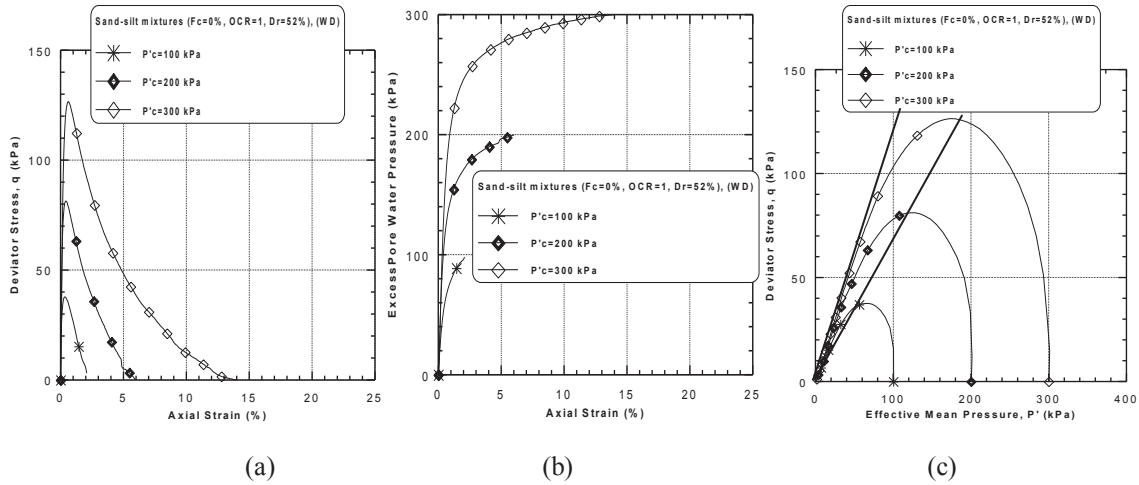 Sand-silt mixtures (Fc=0%, OCR=1, Dr=52%), (WD)
P'c=100 kPa
P'c=200 kPa
P'c=300 kPa
150
100
50
0
Deviator Stress, q (kPa)
0 5 10 15 20 25
Axial Strain (%)
(a)
300
200
100
0
ExcessPore Water Pressure (kPa)
Sand-silt mixtures (Fc=0%, OCR=1, Dr=52%), (WD)
P'c=100 kPa
P'c=200 kPa
P'c=300 kPa
0 5 10 15 20 25
Axial Strain (%)
(b)
Sand-silt mixtures (Fc=0%, OCR=1, Dr=52%), (WD)
P'c=100 kPa
P'c=200 kPa
P'c=300 kPa
150
100
50
0
Deviator Stress, q (kPa)
0 100 200 300 400
Effective Mean Pressure, P' (kPa)
(c)